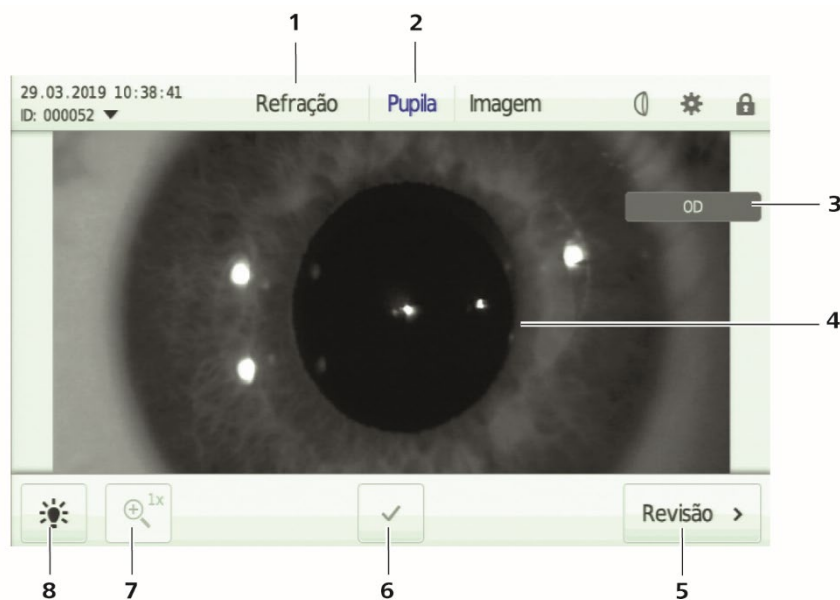 1 2
29.03.2019 10:38:41
ID: 000052
Refração Pupila Imagem
OD
3
4
1x
Revisão >
8 7 6 5